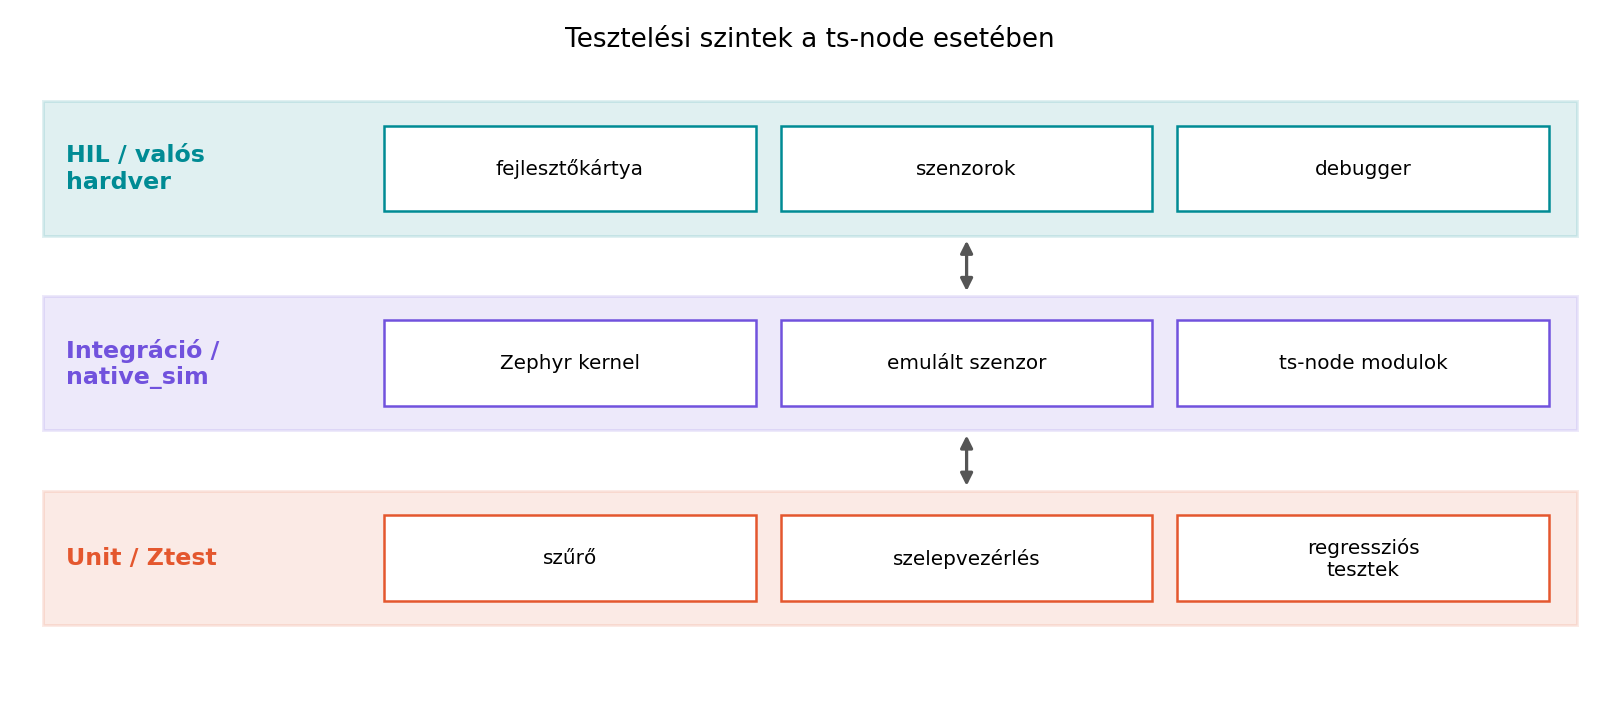 Tesztelési szintek a ts-node esetében
HIL / valós
hardver
fejlesztőkártya
szenzorok
debugger
Integráció /
native_sim
Zephyr kernel
emulált szenzor
ts-node modulok
Unit / Ztest
szűrő
szelepvezérlés
regressziós
tesztek